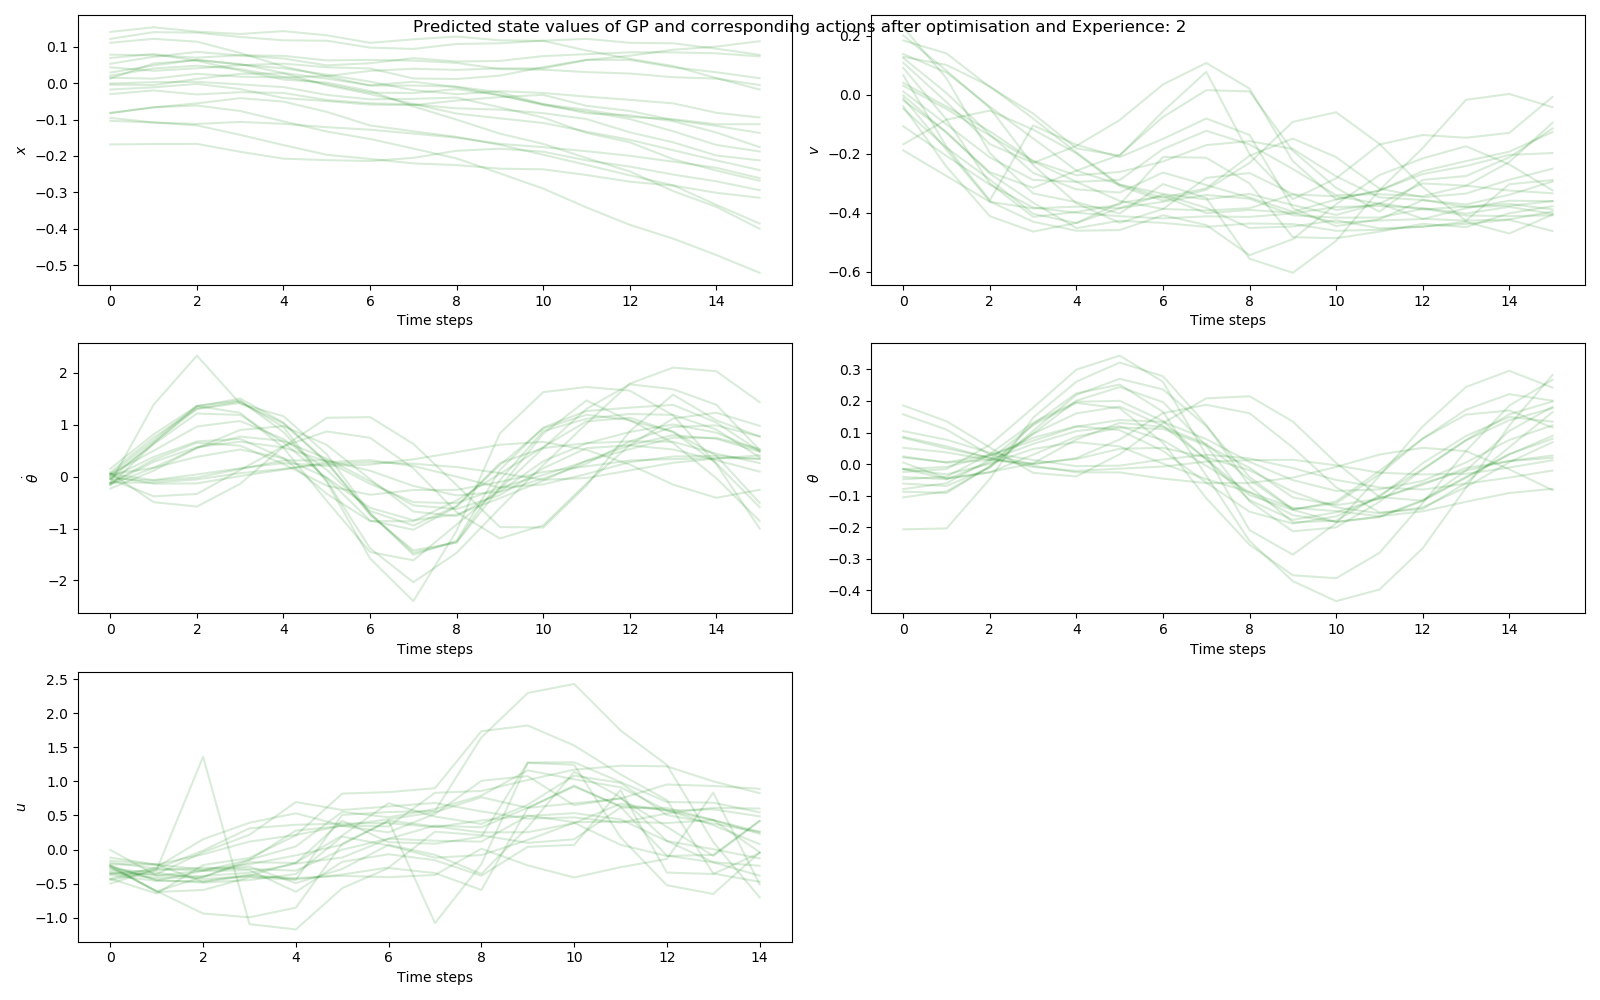 Predicted state values of GP and corresponding actions after optimisation and Experience: 2
0.1
0.0
−0.1
−0.2
−0.3
−0.4
−0.5
x
0 2 4 6 8 10 12 14
Time steps
0.2
0.0
−0.2
−0.4
−0.6
v
0 2 4 6 8 10 12 14
Time steps
2
1
0
−1
−2
θ̇
0 2 4 6 8 10 12 14
Time steps
0.3
0.2
0.1
0.0
−0.1
−0.2
−0.3
−0.4
θ
0 2 4 6 8 10 12 14
Time steps
2.5
2.0
1.5
1.0
0.5
0.0
−0.5
−1.0
u
0 2 4 6 8 10 12 14
Time steps